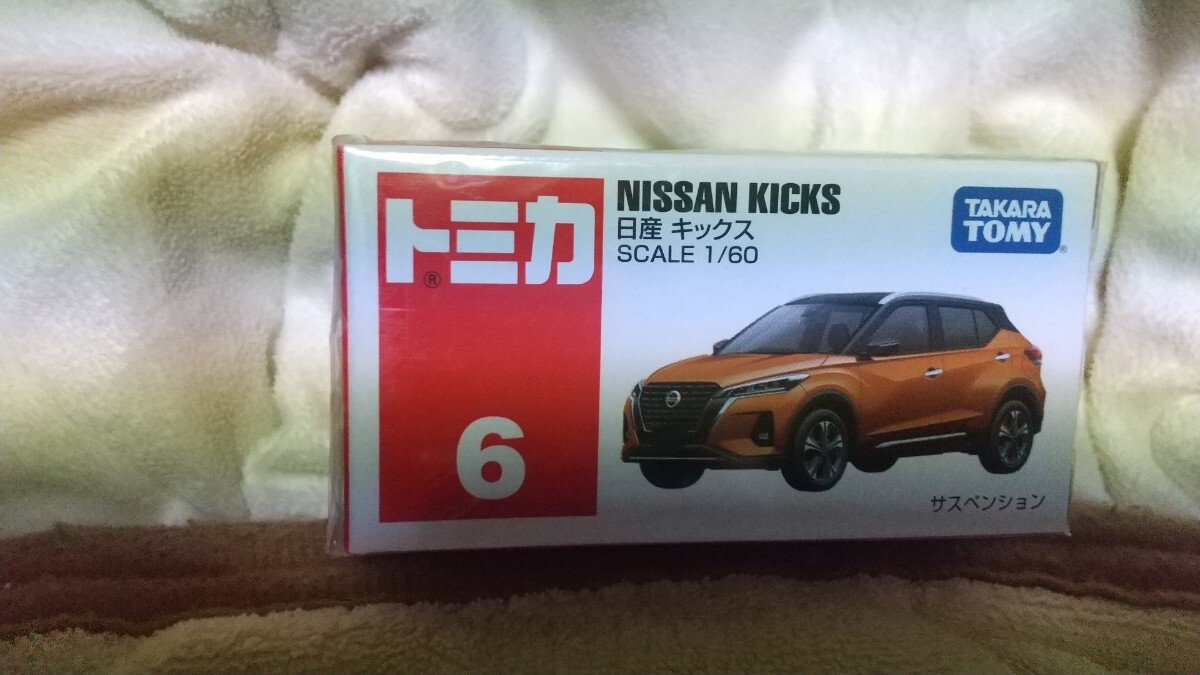 トミカ
®
6
NISSAN KICKS
日産 キックス
SCALE 1/60
TAKARA
TOMY
®
サスペンション